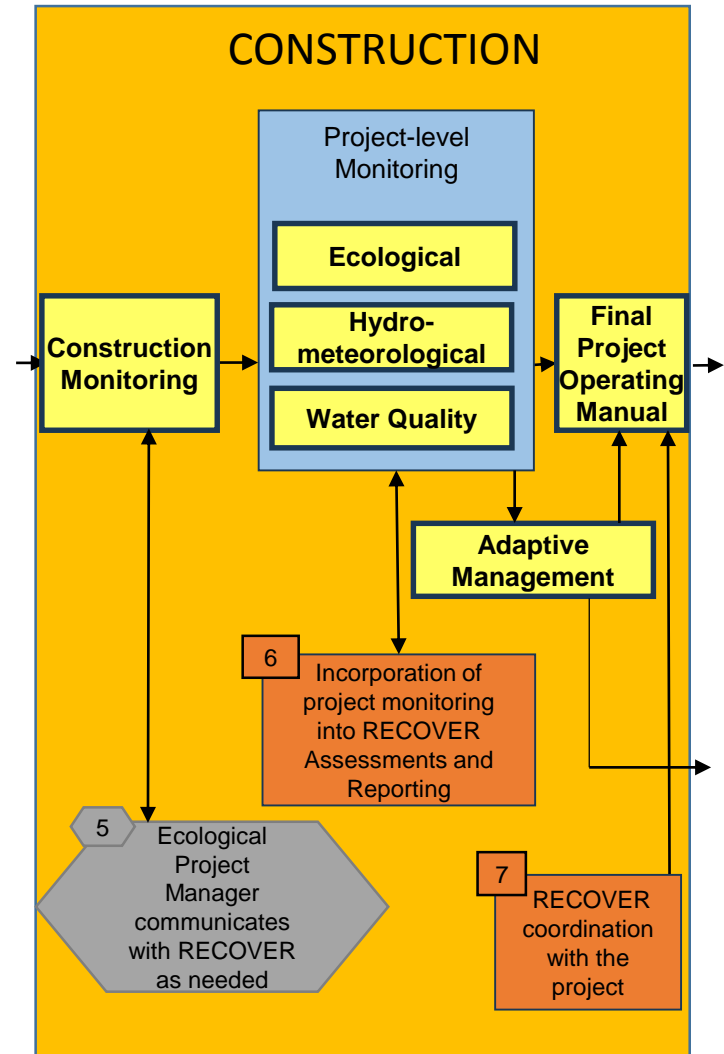 CONSTRUCTION
Project-level
Monitoring
Ecological
Hydro-
meteorological
Water Quality
Construction
Monitoring
Final
Project
Operating
Manual
Adaptive
Management
6
Incorporation of
project monitoring
into RECOVER
Assessments and
Reporting
5
Ecological
Project
Manager
communicates
with RECOVER
as needed
7
RECOVER
coordination
with the
project